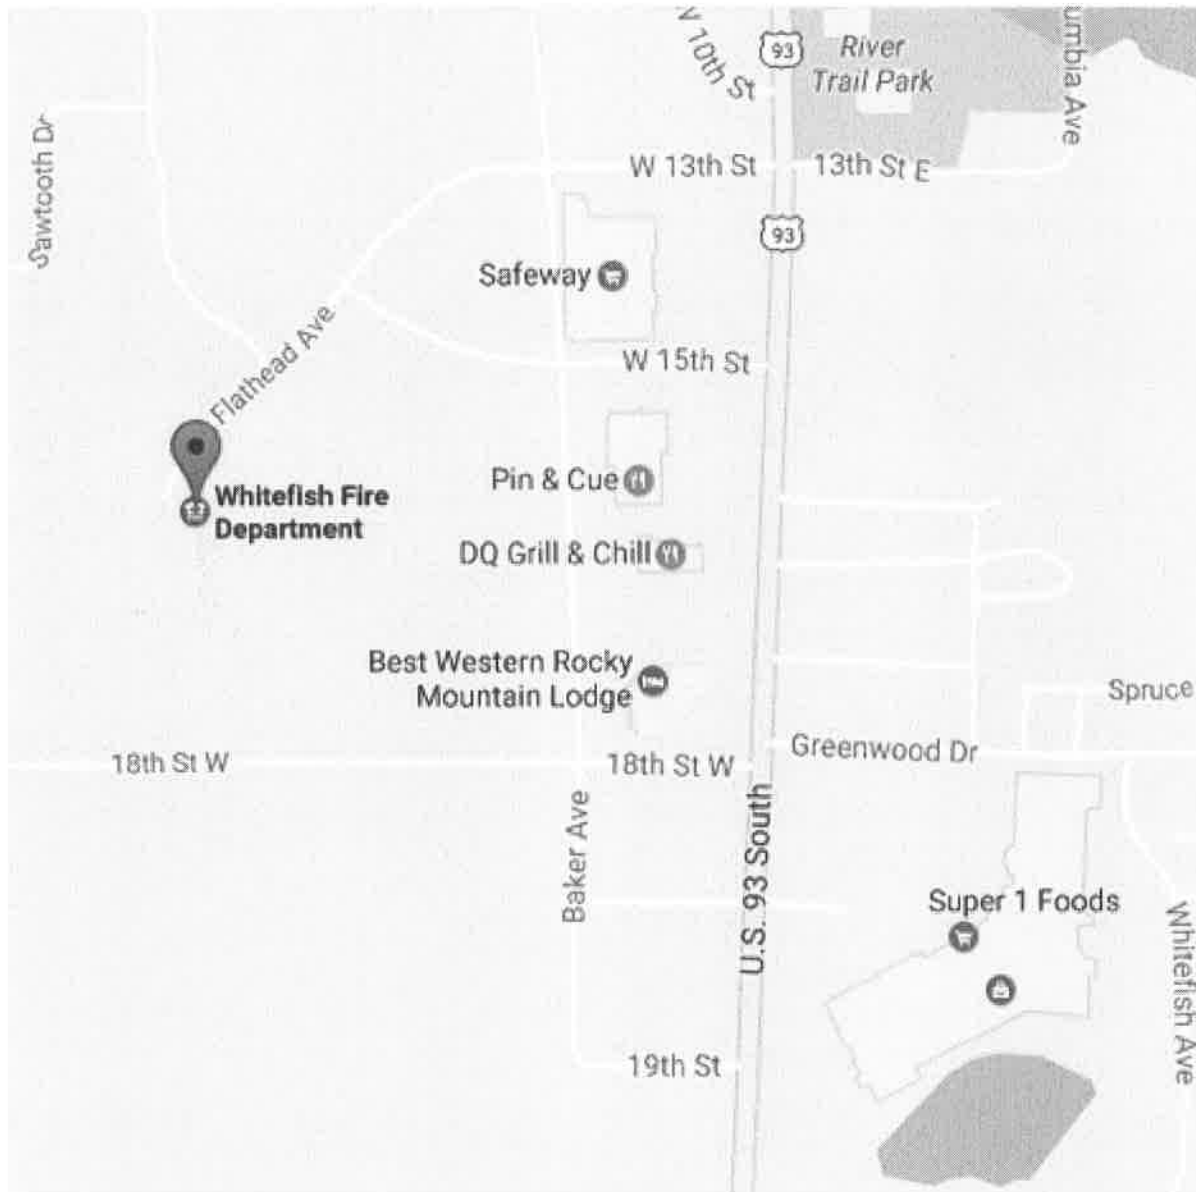 W 10th St
93
River
Trail Park
umbia Ave
Sawtooth Dr
W 13th St
13th St E
93
Safeway
Flathead Ave
W 15th St
Whitefish Fire
Department
Pin & Cue
DQ Grill & Chill
Best Western Rocky
Mountain Lodge
Spruce
18th St W
18th St W
Greenwood Dr
Baker Ave
U.S. 93 South
Super 1 Foods
Whitefish Ave
19th St